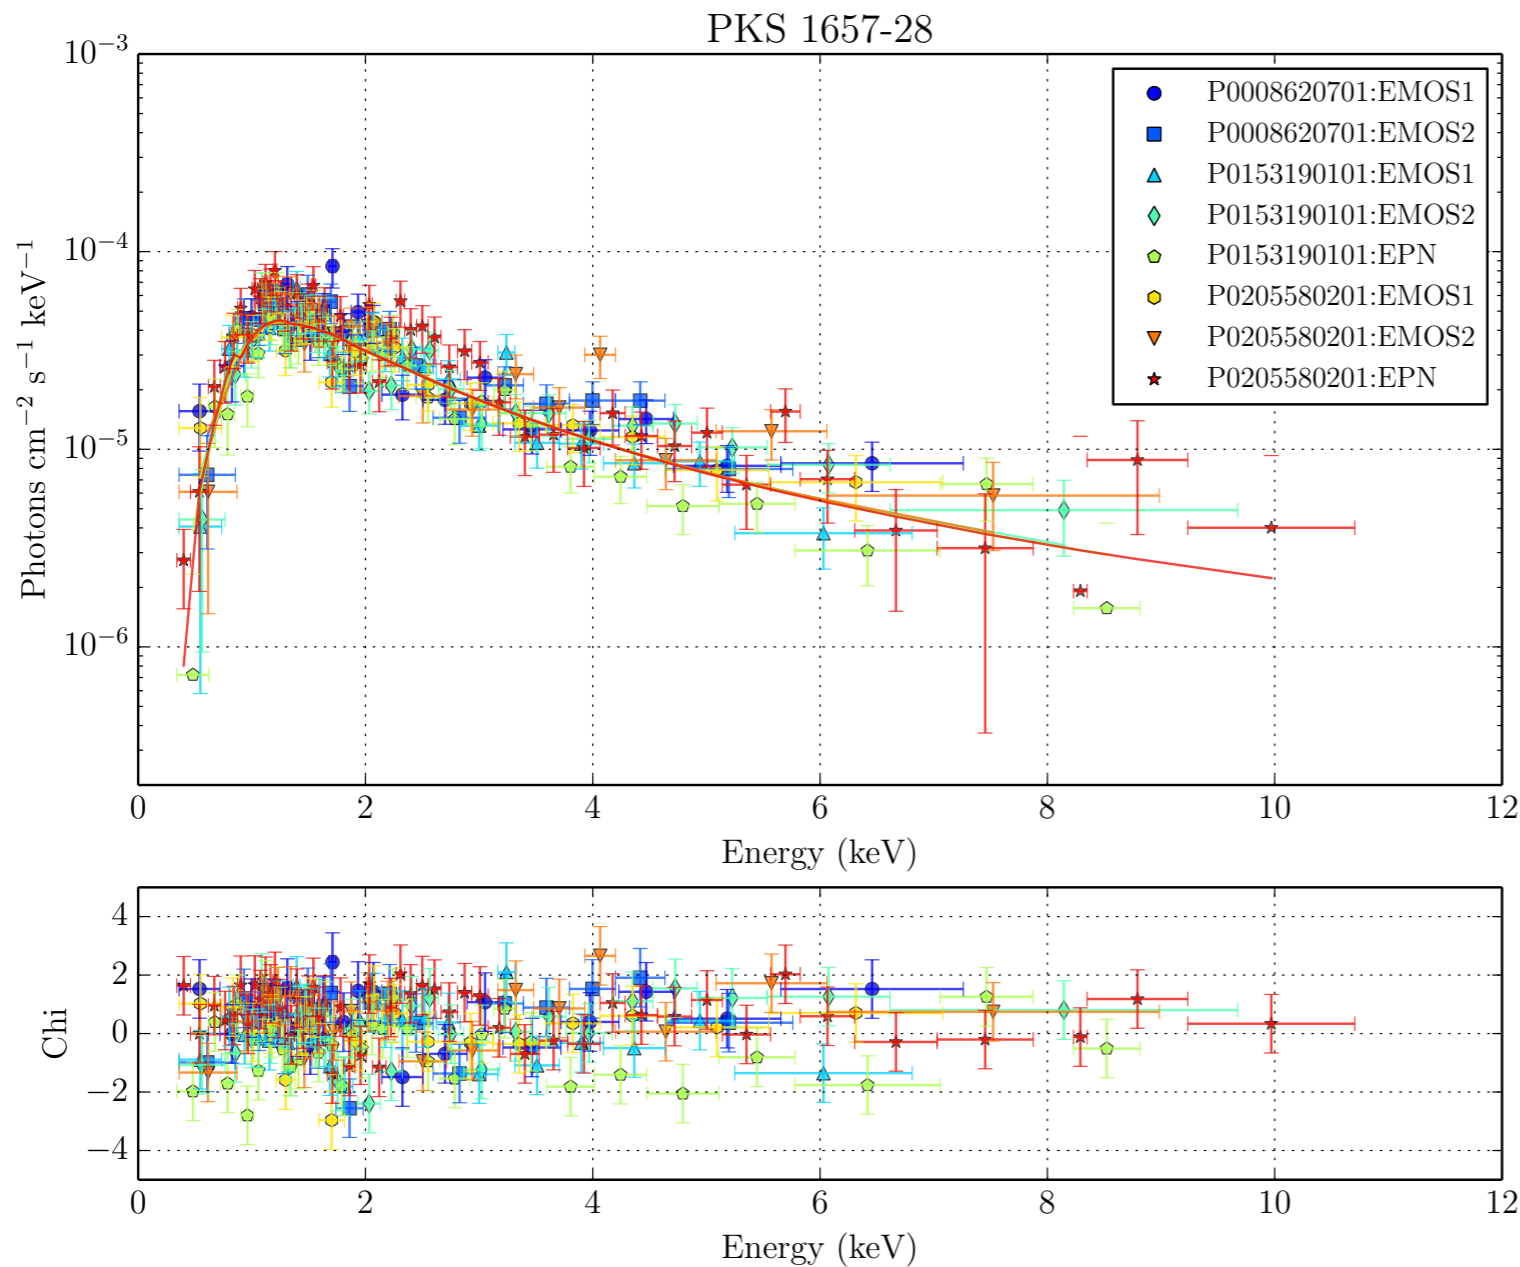 PKS 1657-28
10⁻³
10⁻⁴
10⁻⁵
10⁻⁶
Photons cm⁻² s⁻¹ keV⁻¹
P0008620701:EMOS1
P0008620701:EMOS2
P0153190101:EMOS1
P0153190101:EMOS2
P0153190101:EPN
P0205580201:EMOS1
P0205580201:EMOS2
P0205580201:EPN
0 2 4 6 8 10 12
Energy (keV)
4
2
0
−2
−4
Chi
0 2 4 6 8 10 12
Energy (keV)